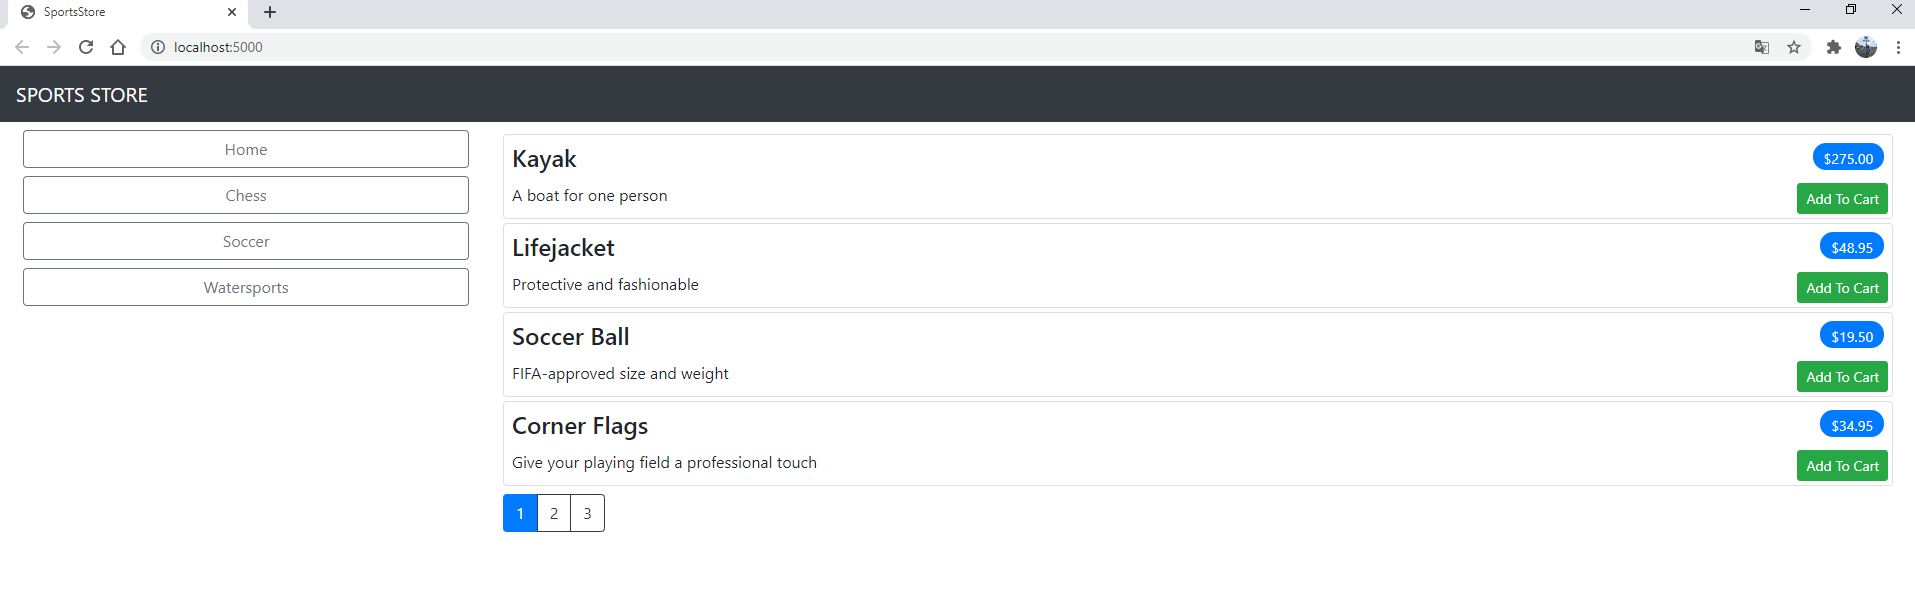 SportsStore
localhost:5000
SPORTS STORE
Home
Chess
Soccer
Watersports
Kayak
$275.00
A boat for one person
Add To Cart
Lifejacket
$48.95
Protective and fashionable
Add To Cart
Soccer Ball
$19.50
FIFA-approved size and weight
Add To Cart
Corner Flags
$34.95
Give your playing field a professional touch
Add To Cart
1 2 3